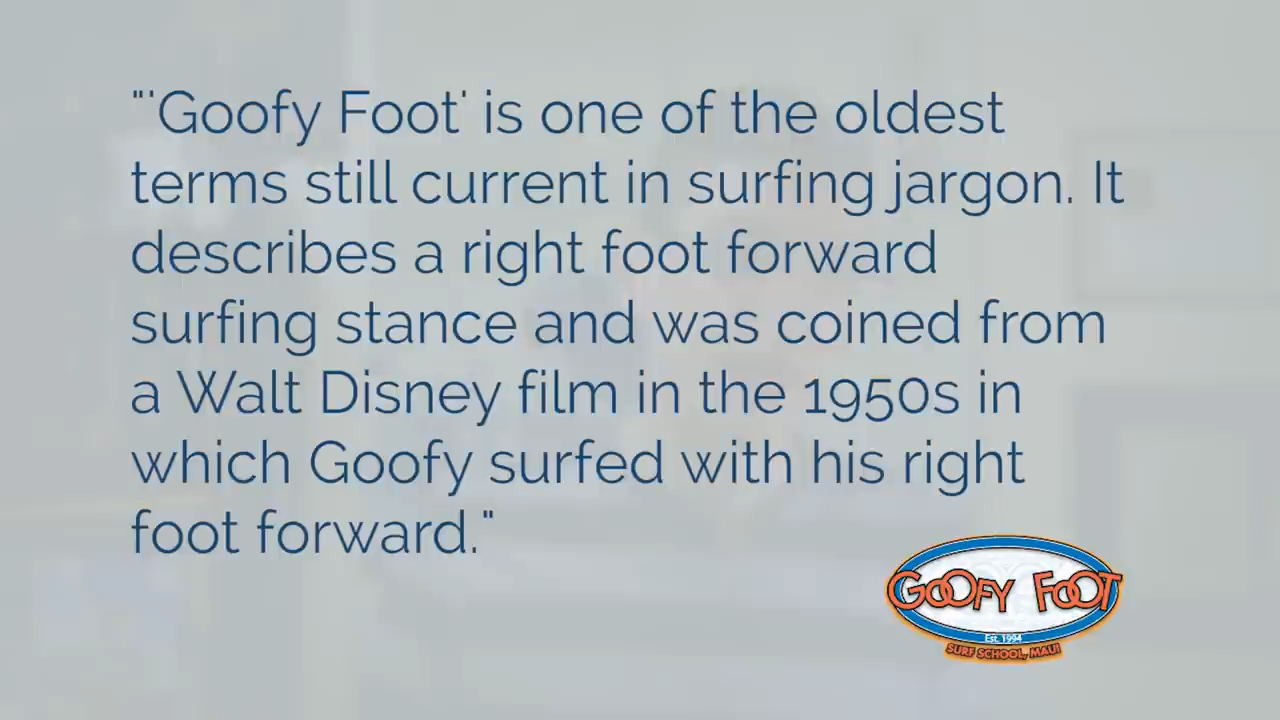 "'Goofy Foot' is one of the oldest
terms still current in surfing jargon. It
describes a right foot forward
surfing stance and was coined from
a Walt Disney film in the 1950s in
which Goofy surfed with his right
foot forward."
GOOFY FOOT
Est. 1994
SURF SCHOOL, MAUI